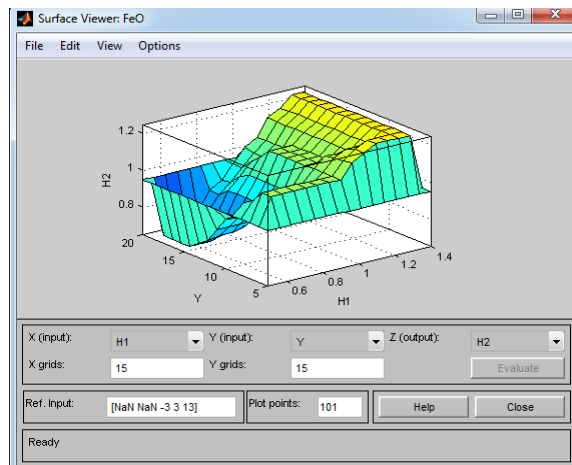 Surface Viewer: FeO
File Edit View Options
1.2
1
0.8
H2
20
15
10
5
Y
0.6
0.8
1
1.2
1.4
H1
X (input): H1 Y (input): Y Z (output): H2
X grids: 15 Y grids: 15 Evaluate
Ref. Input: [NaN NaN -3 3 13] Plot points: 101 Help Close
Ready